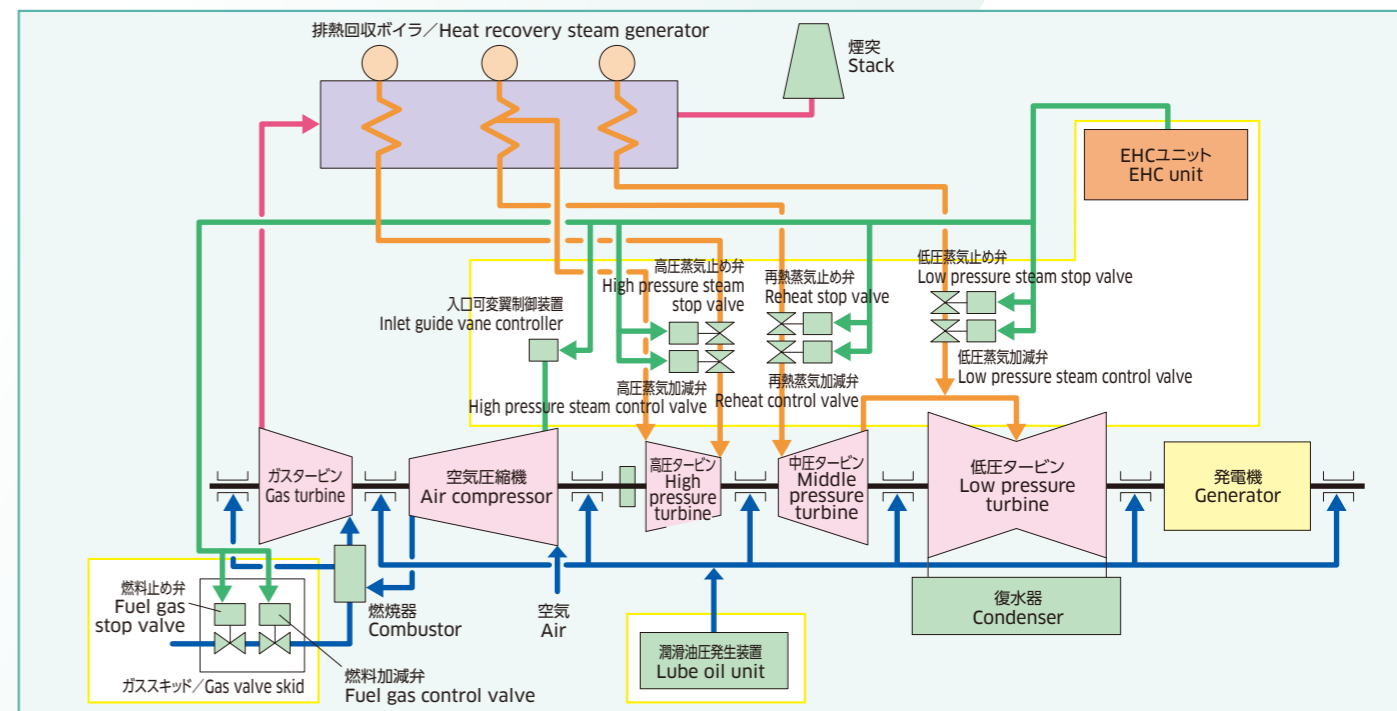 排熱回収ボイラ／Heat recovery steam generator
煙突
Stack
EHCユニット
EHC unit
高圧蒸気止め弁
High pressure steam
stop valve
再熱蒸気止め弁
Reheat stop valve
低圧蒸気止め弁
Low pressure steam stop valve
入口可変翼制御装置
Inlet guide vane controller
高圧蒸気加減弁
High pressure steam control valve
再熱蒸気加減弁
Reheat control valve
低圧蒸気加減弁
Low pressure steam control valve
ガスタービン
Gas turbine
空気圧縮機
Air compressor
高圧タービン
High
pressure
turbine
中圧タービン
Middle
pressure
turbine
低圧タービン
Low pressure
turbine
発電機
Generator
燃料止め弁
Fuel gas
stop valve
燃焼器
Combustor
空気
Air
復水器
Condenser
潤滑油圧発生装置
Lube oil unit
ガススキッド／Gas valve skid
燃料加減弁
Fuel gas control valve